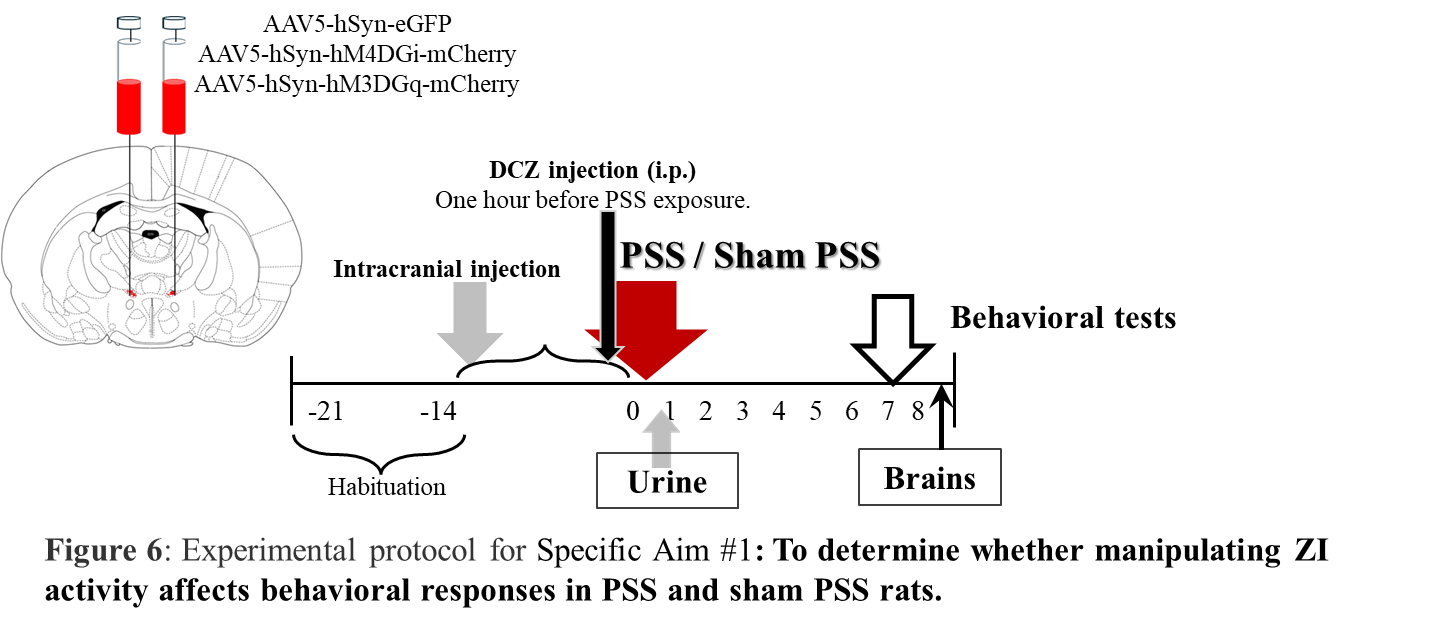 AAV5-hSyn-eGFP
AAV5-hSyn-hM4DGi-mCherry
AAV5-hSyn-hM3DGq-mCherry
DCZ injection (i.p.)
One hour before PSS exposure.
PSS / Sham PSS
Intracranial injection
Behavioral tests
-21 -14 0 1 2 3 4 5 6 7 8
Habituation
Urine
Brains
Figure 6: Experimental protocol for Specific Aim #1: To determine whether manipulating ZI
activity affects behavioral responses in PSS and sham PSS rats.